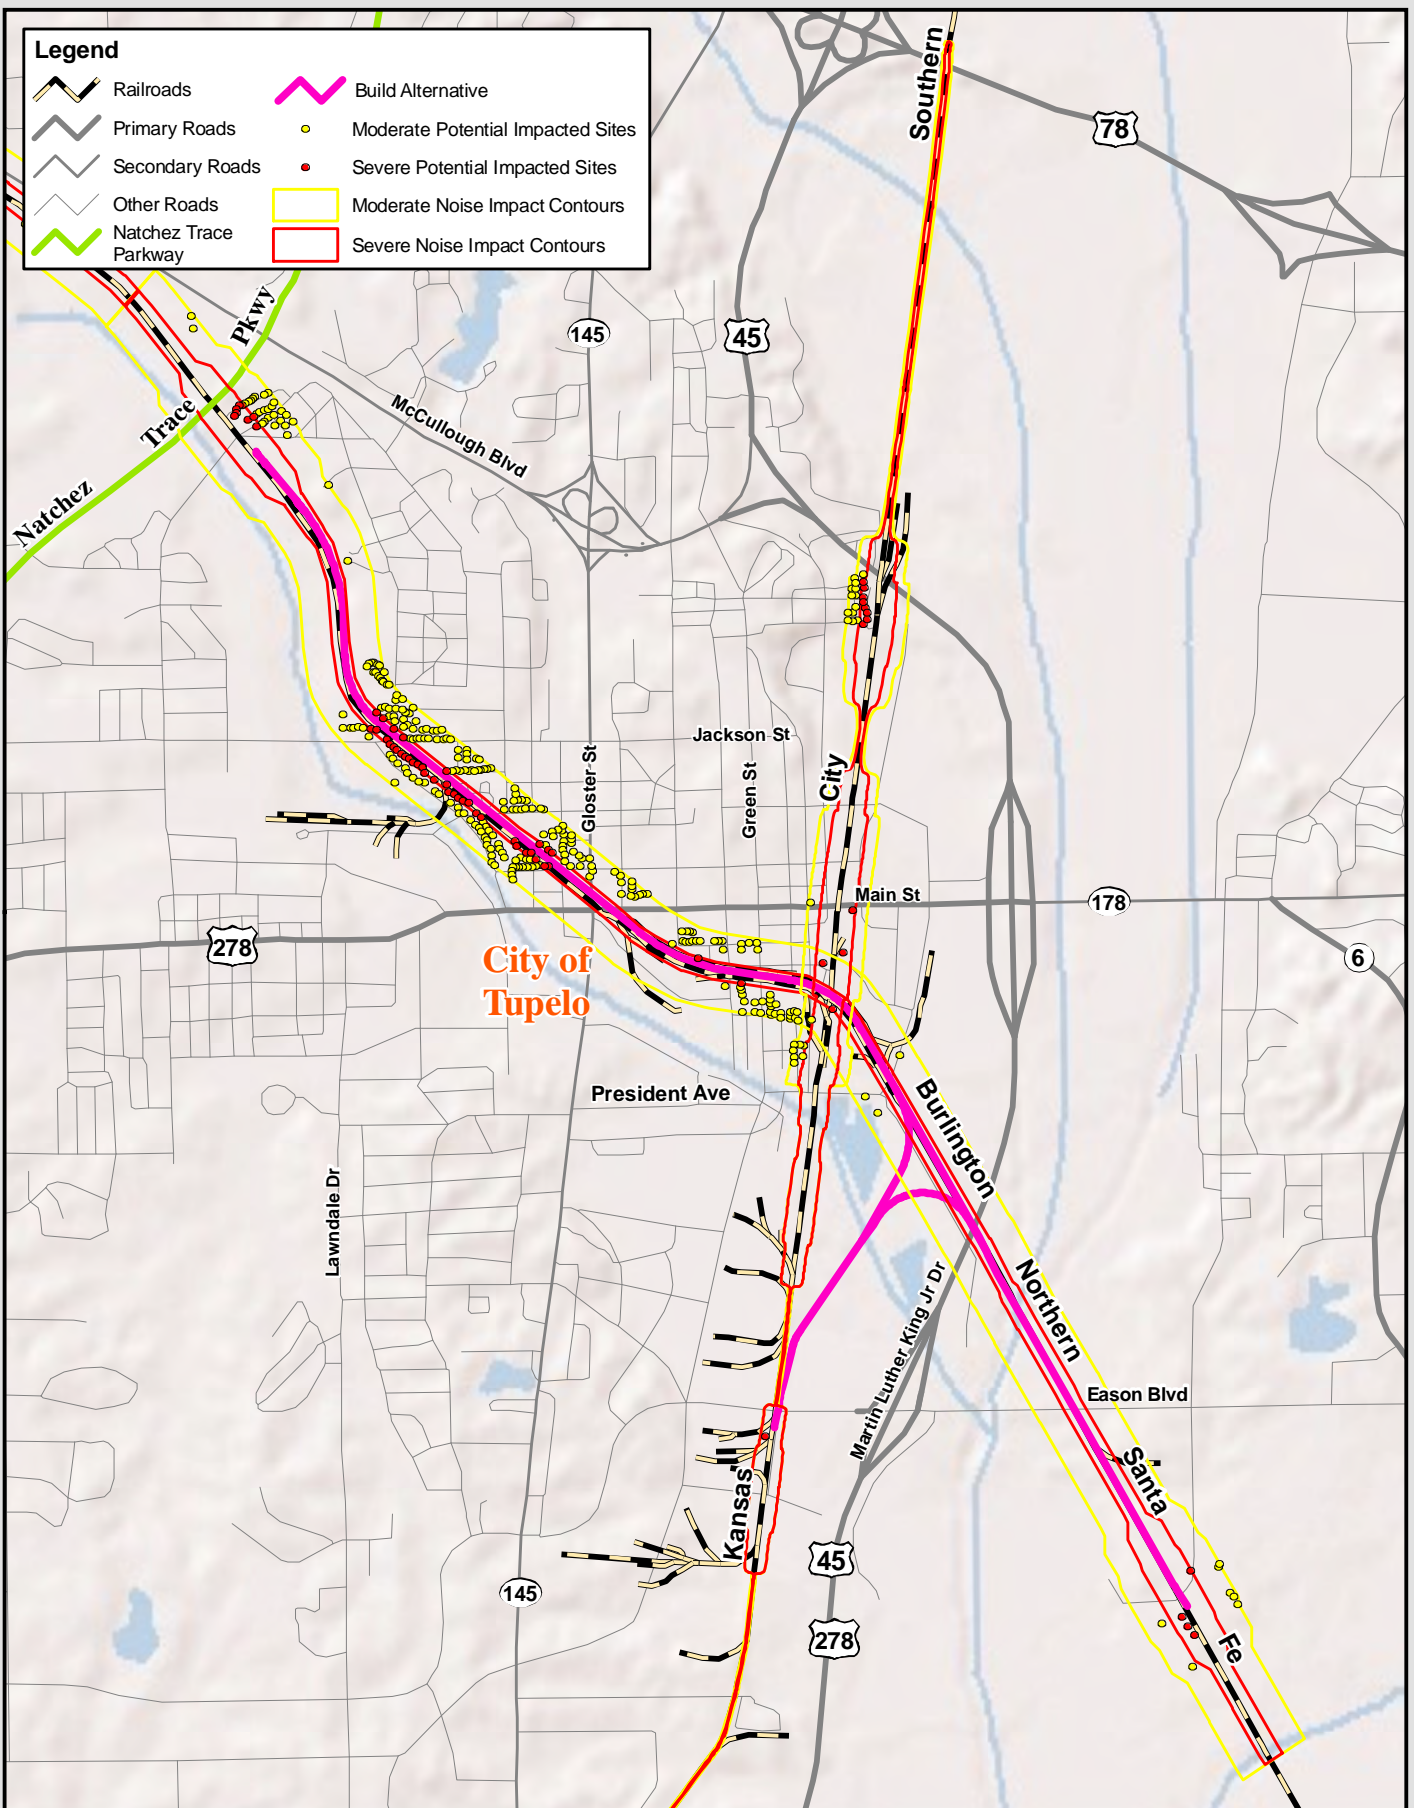 Legend
Railroads
Primary Roads
Secondary Roads
Other Roads
Natchez Trace
Parkway
Build Alternative
Moderate Potential Impacted Sites
Severe Potential Impacted Sites
Moderate Noise Impact Contours
Severe Noise Impact Contours
Southern
78
Pkwy
145
45
Trace
McCullough Blvd
Natchez
Jackson St
Gloster St
Green St
City
Main St
178
278
City of
Tupelo
6
President Ave
Burlington
Lawndale Dr
Northern
Martin Luther King Jr Dr
Eason Blvd
Santa
Kansas
45
145
278
Fe